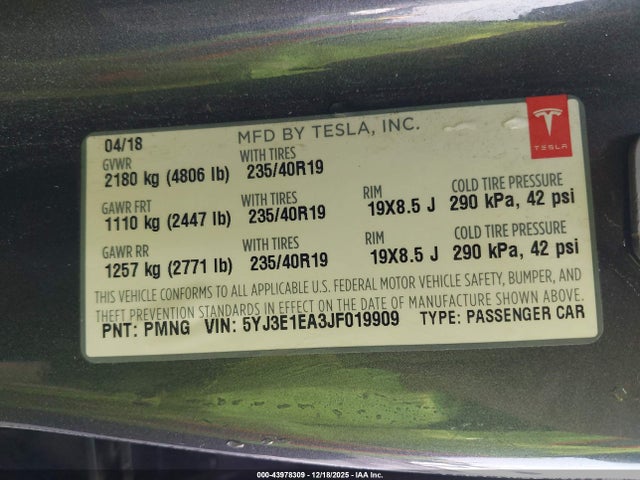 04/18 MFD BY TESLA, INC. TESLA
GVWR WITH TIRES
2180 kg (4806 lb) 235/40R19
GAWR FRT WITH TIRES RIM COLD TIRE PRESSURE
1110 kg (2447 lb) 235/40R19 19X8.5 J 290 kPa, 42 psi
GAWR RR WITH TIRES RIM COLD TIRE PRESSURE
1257 kg (2771 lb) 235/40R19 19X8.5 J 290 kPa, 42 psi
THIS VEHICLE CONFORMS TO ALL APPLICABLE U.S. FEDERAL MOTOR VEHICLE SAFETY, BUMPER, AND
THEFT PREVENTION STANDARDS IN EFFECT ON THE DATE OF MANUFACTURE SHOWN ABOVE.
PNT: PMNG VIN: 5YJ3E1EA3JF019909 TYPE: PASSENGER CAR
000-43978309 | 12/18/2025 - IAA Inc.